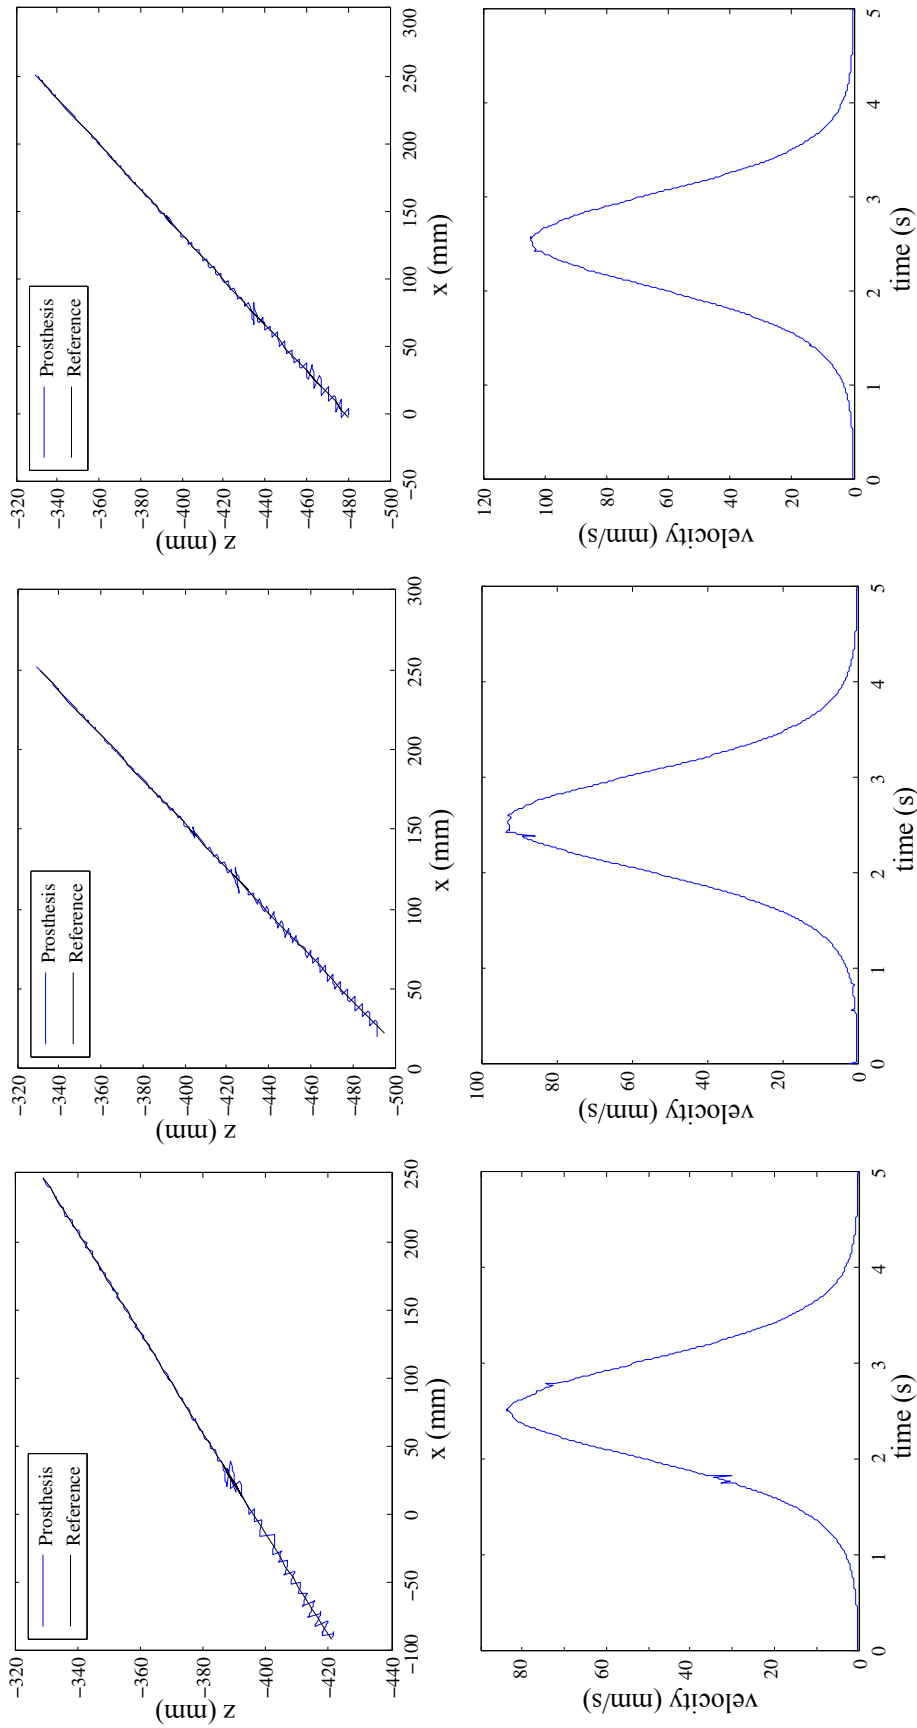 −320
−340
−360
−380
−400
−420
−440
z (mm)
Prosthesis
Reference
−100 −50 0 50 100 150 200 250
x (mm)
−320
−340
−360
−380
−400
−420
−440
−460
−480
−500
z (mm)
Prosthesis
Reference
0 50 100 150 200 250 300
x (mm)
−320
−340
−360
−380
−400
−420
−440
−460
−480
−500
z (mm)
Prosthesis
Reference
−50 0 50 100 150 200 250 300
x (mm)
80
60
40
20
0
velocity (mm/s)
0 1 2 3 4 5
time (s)
100
80
60
40
20
0
velocity (mm/s)
0 1 2 3 4 5
time (s)
120
100
80
60
40
20
0
velocity (mm/s)
0 1 2 3 4 5
time (s)